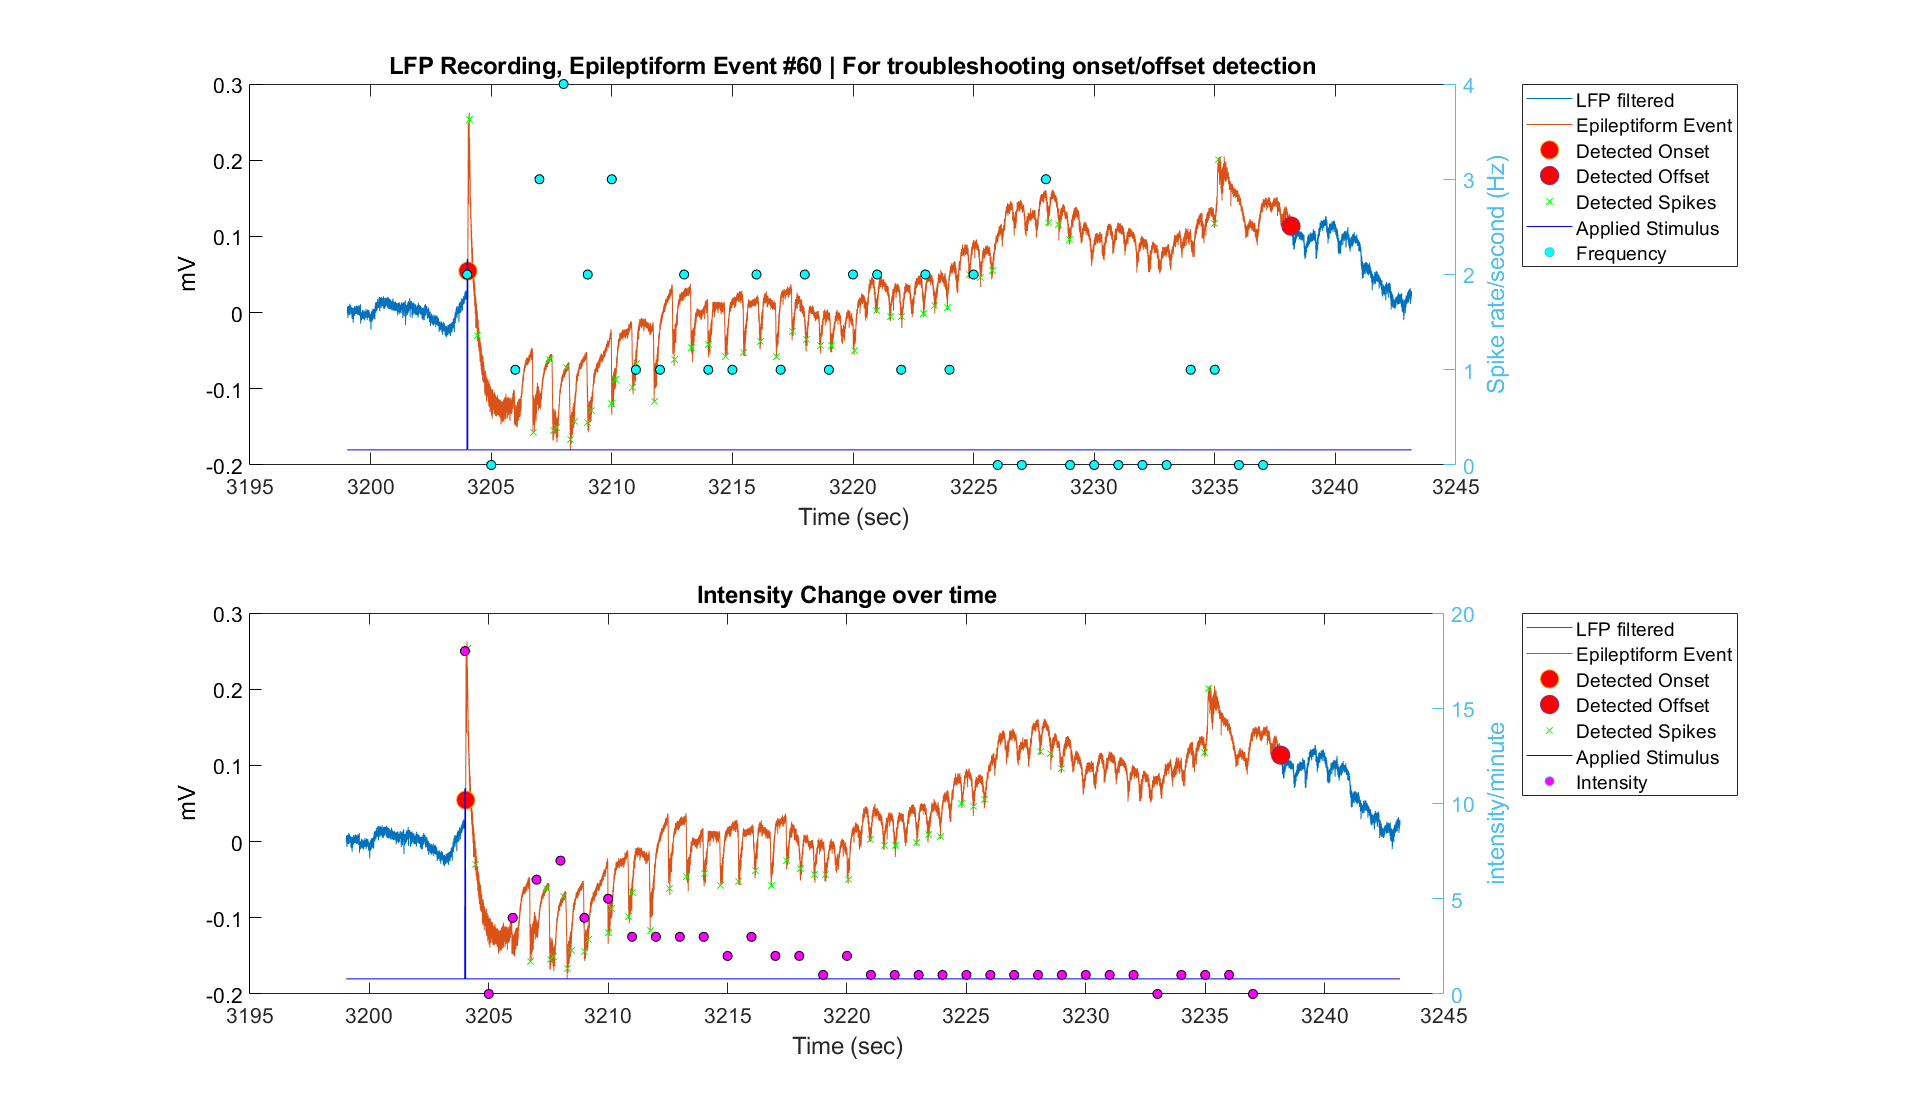 LFP Recording, Epileptiform Event #60 | For troubleshooting onset/offset detection
0.3
0.2
0.1
0
-0.1
-0.2
mV
4
3
2
1
0
Spike rate/second (Hz)
3195 3200 3205 3210 3215 3220 3225 3230 3235 3240 3245
Time (sec)
LFP filtered
Epileptiform Event
Detected Onset
Detected Offset
Detected Spikes
Applied Stimulus
Frequency
Intensity Change over time
0.3
0.2
0.1
0
-0.1
-0.2
mV
20
15
10
5
0
intensity/minute
3195 3200 3205 3210 3215 3220 3225 3230 3235 3240 3245
Time (sec)
LFP filtered
Epileptiform Event
Detected Onset
Detected Offset
Detected Spikes
Applied Stimulus
Intensity